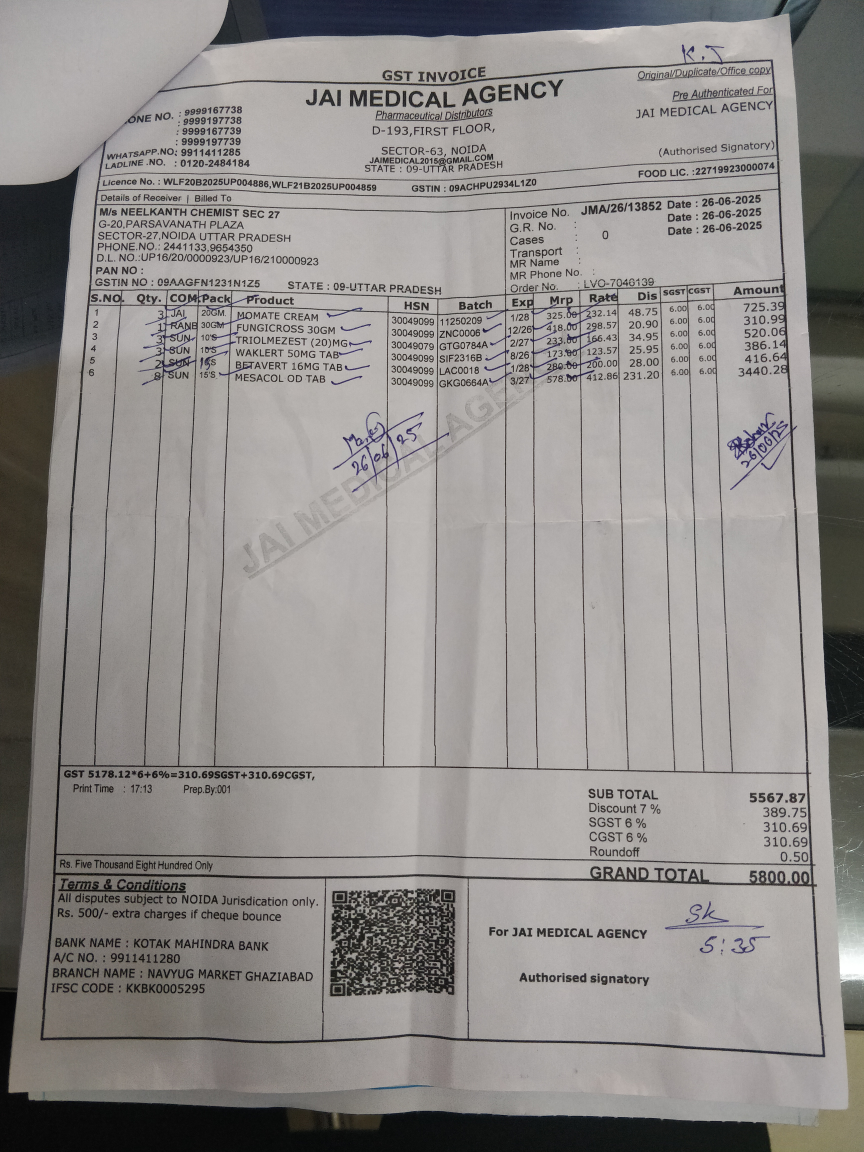 K.J
GST INVOICE
Original/Duplicate/Office copy
JAI MEDICAL AGENCY
Pharmaceutical Distributors
D-193,FIRST FLOOR,
SECTOR-63, NOIDA
JAIMEDICAL2015@GMAIL.COM
STATE : 09-UTTAR PRADESH
ONE NO. : 9999167738
: 9999197738
: 9999167739
: 9999197739
WHATSAPP.NO: 9911411285
LADLINE .NO. : 0120-2484184
Pre Authenticated For
JAI MEDICAL AGENCY
(Authorised Signatory)
Licence No. : WLF20B2025UP004886,WLF21B2025UP004859 GSTIN : 09ACHPU2934L1Z0 FOOD LIC. :22719923000074
Details of Receiver | Billed To
M/s NEELKANTH CHEMIST SEC 27
G-20,PARSAVANATH PLAZA
SECTOR-27,NOIDA UTTAR PRADESH
PHONE.NO.: 2441133,9654350
D.L. NO.:UP16/20/0000923/UP16/210000923
PAN NO :
GSTIN NO : 09AAGFN1231N1Z5 STATE : 09-UTTAR PRADESH
Invoice No. JMA/26/13852 Date : 26-06-2025
G.R. No. : Date : 26-06-2025
Cases : 0 Date : 26-06-2025
Transport :
MR Name :
MR Phone No. :
Order No. : LVO-7046139
S.NO. Qty. COM. Pack Product HSN Batch Exp Mrp Rate Dis SGST CGST Amount
1 3 JAI 20GM. MOMATE CREAM 30049099 11250209 1/28 325.00 232.14 48.75 6.00 6.00 725.39
2 1 RANB 30GM FUNGICROSS 30GM 30049099 ZNC0006 12/26 418.00 298.57 20.90 6.00 6.00 310.99
3 3 SUN 10'S TRIOLMEZEST (20)MG 30049079 GTG0784A 2/27 233.00 166.43 34.95 6.00 6.00 520.06
4 3 SUN 10'S WAKLERT 50MG TAB 30049099 SIF2316B 8/26 173.00 123.57 25.95 6.00 6.00 386.14
5 2 SUN 15 BETAVERT 16MG TAB 30049099 LAC0018 1/28 280.00 200.00 28.00 6.00 6.00 416.64
6 8 SUN 15'S MESACOL OD TAB 30049099 GKG0664A 3/27 578.00 412.86 231.20 6.00 6.00 3440.28
26/06/25
26/06/25
JAI MEDICAL AGENCY
GST 5178.12*6+6%=310.69SGST+310.69CGST,
Print Time : 17:13 Prep.By:001
SUB TOTAL 5567.87
Discount 7 % 389.75
SGST 6 % 310.69
CGST 6 % 310.69
Roundoff 0.50
Rs. Five Thousand Eight Hundred Only
GRAND TOTAL 5800.00
Terms & Conditions
All disputes subject to NOIDA Jurisdication only.
Rs. 500/- extra charges if cheque bounce
BANK NAME : KOTAK MAHINDRA BANK
A/C NO. : 9911411280
BRANCH NAME : NAVYUG MARKET GHAZIABAD
IFSC CODE : KKBK0005295
For JAI MEDICAL AGENCY
Sk
5:35
Authorised signatory